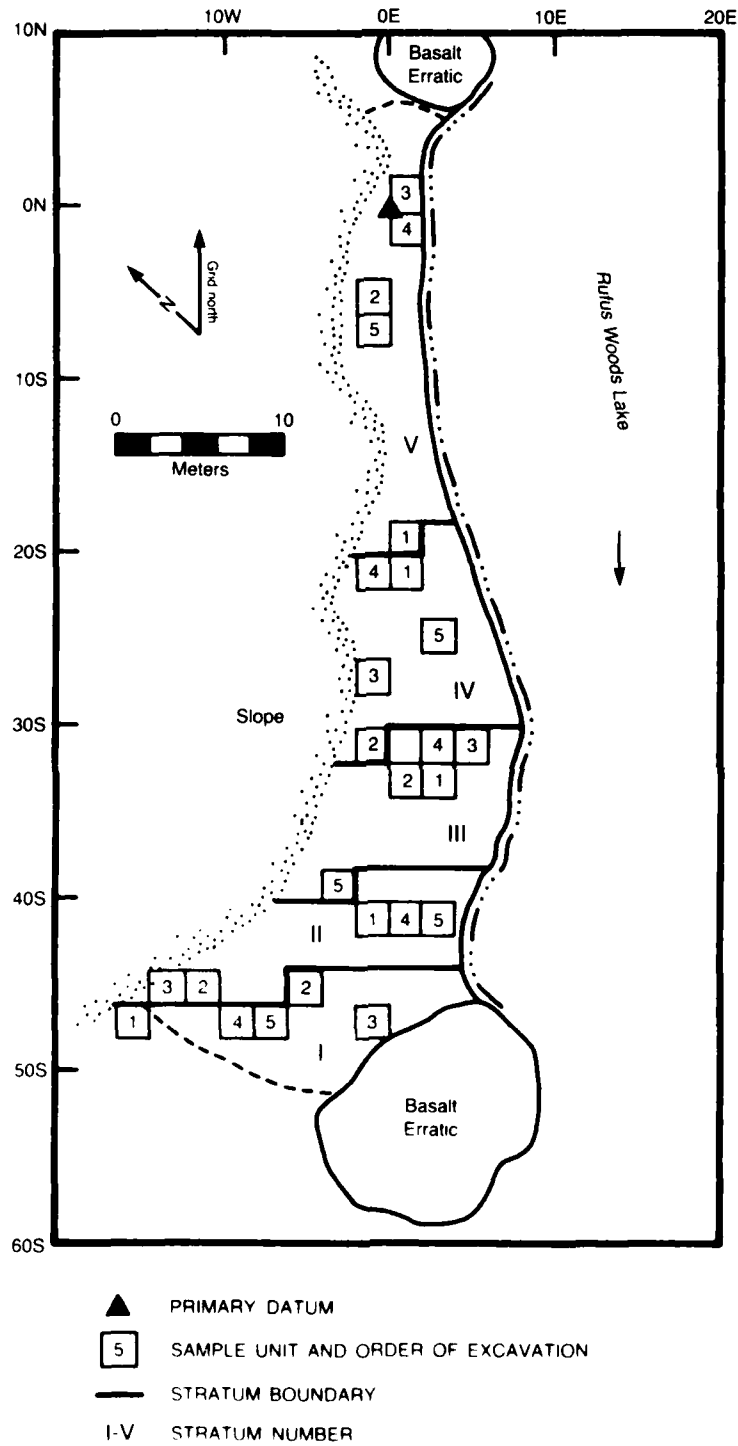 10W 0E 10E 20E
10N
Basalt
Erratic
3
0N
4
Grid north
N
2
5
Rufus Woods Lake
10S
0 10
Meters
V
1
20S
4 1
5
3
IV
Slope
30S
2 4 3
2 1
III
5
40S
1 4 5
II
3 2 2
1 4 5 3
I
50S
Basalt
Erratic
60S
PRIMARY DATUM
5 SAMPLE UNIT AND ORDER OF EXCAVATION
STRATUM BOUNDARY
I-V STRATUM NUMBER